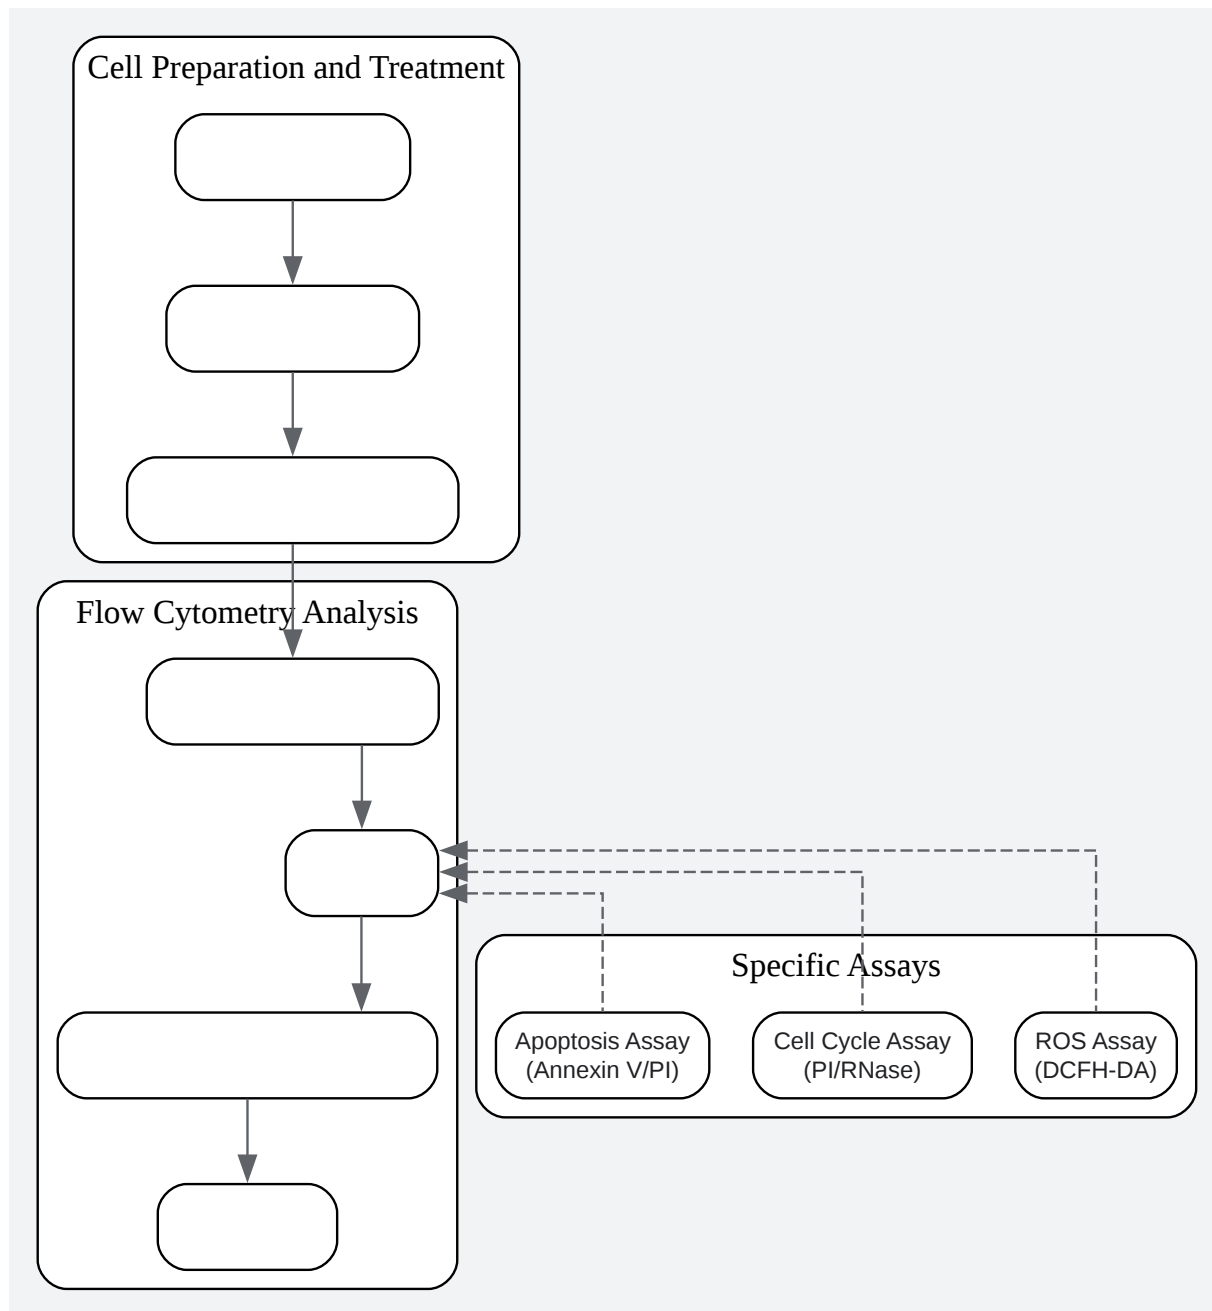 Cell Preparation and Treatment
Flow Cytometry Analysis
Specific Assays
Apoptosis Assay
(Annexin V/PI)
Cell Cycle Assay
(PI/RNase)
ROS Assay
(DCFH-DA)